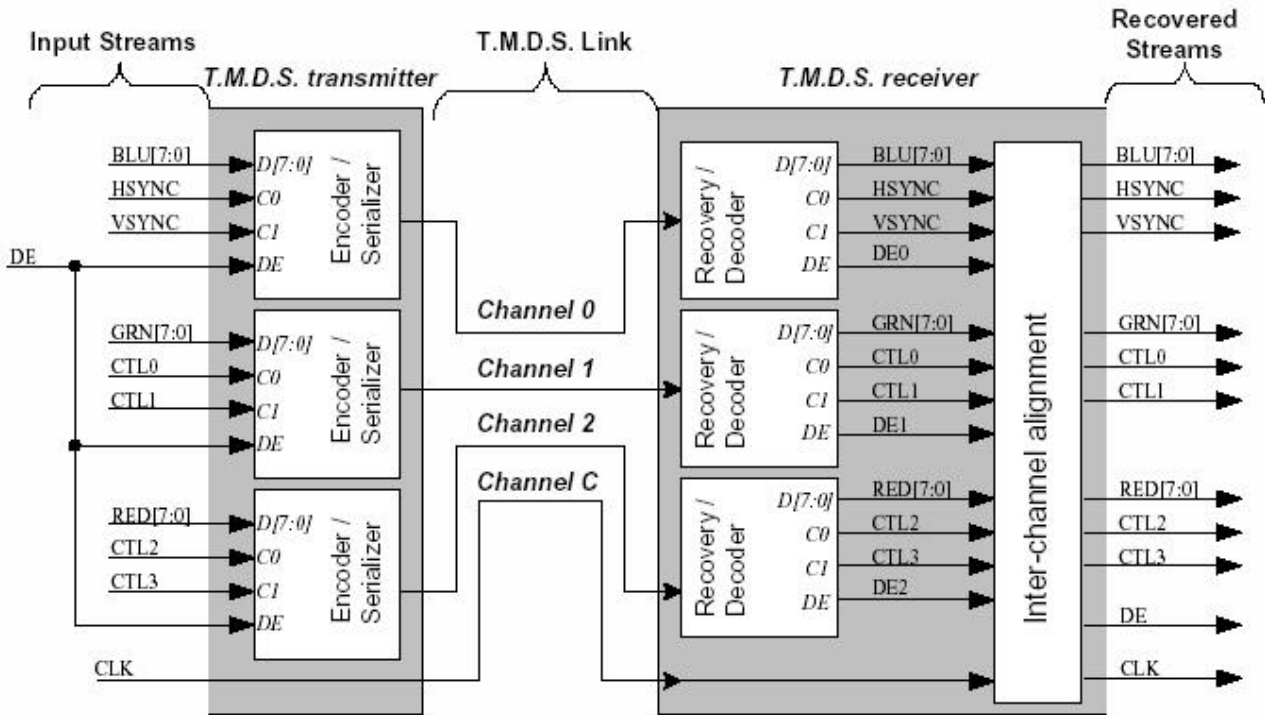 Input Streams
T.M.D.S. transmitter
T.M.D.S. Link
T.M.D.S. receiver
Recovered
Streams
DE
BLU[7:0]
HSYNC
VSYNC
D[7:0]
C0
C1
DE
Encoder /
Serializer
GRN[7:0]
CTL0
CTL1
D[7:0]
C0
C1
DE
Encoder /
Serializer
RED[7:0]
CTL2
CTL3
D[7:0]
C0
C1
DE
Encoder /
Serializer
CLK
Channel 0
Channel 1
Channel 2
Channel C
Recovery /
Decoder
D[7:0]
C0
C1
DE
BLU[7:0]
HSYNC
VSYNC
DE0
Recovery /
Decoder
D[7:0]
C0
C1
DE
GRN[7:0]
CTL0
CTL1
DE1
Recovery /
Decoder
D[7:0]
C0
C1
DE
RED[7:0]
CTL2
CTL3
DE2
Inter-channel alignment
BLU[7:0]
HSYNC
VSYNC
GRN[7:0]
CTL0
CTL1
RED[7:0]
CTL2
CTL3
DE
CLK